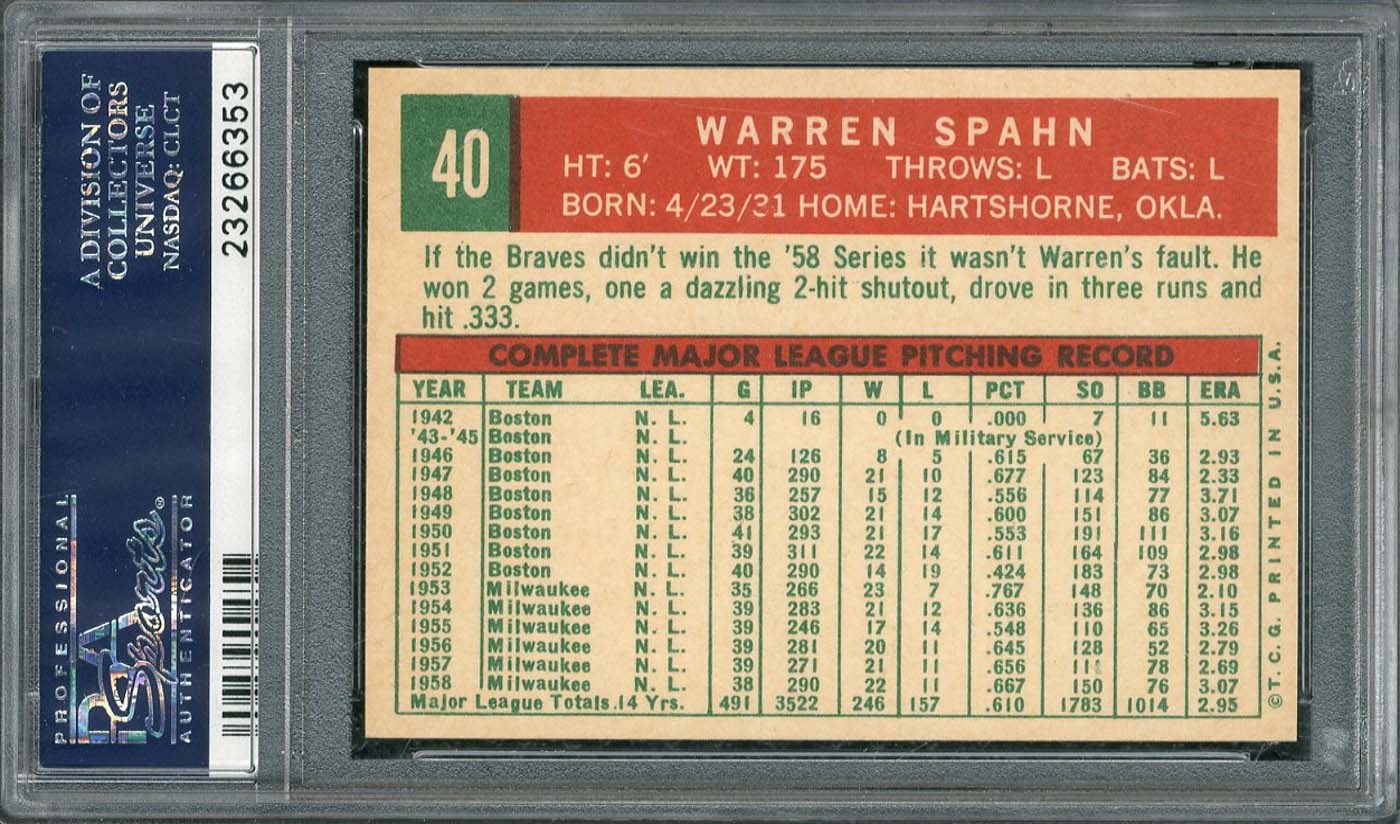 A DIVISION OF
COLLECTORS
UNIVERSE
NASDAQ: CLCT
23266353
PROFESSIONAL
PSA
Sports®
AUTHENTICATOR
40
WARREN SPAHN
HT: 6' WT: 175 THROWS: L BATS: L
BORN: 4/23/31 HOME: HARTSHORNE, OKLA.
If the Braves didn't win the '58 Series it wasn't Warren's fault. He
won 2 games, one a dazzling 2-hit shutout, drove in three runs and
hit .333.
COMPLETE MAJOR LEAGUE PITCHING RECORD
YEAR TEAM LEA. G IP W L PCT SO BB ERA
1942 Boston N. L. 4 16 0 0 .000 7 11 5.63
'43-'45 Boston N. L. (In Military Service)
1946 Boston N. L. 24 126 8 5 .615 67 36 2.93
1947 Boston N. L. 40 290 21 10 .677 123 84 2.33
1948 Boston N. L. 36 257 15 12 .556 114 77 3.71
1949 Boston N. L. 38 302 21 14 .600 151 86 3.07
1950 Boston N. L. 41 293 21 17 .553 191 111 3.16
1951 Boston N. L. 39 311 22 14 .611 164 109 2.98
1952 Boston N. L. 40 290 14 19 .424 183 73 2.98
1953 Milwaukee N. L. 35 266 23 7 .767 148 70 2.10
1954 Milwaukee N. L. 39 283 21 12 .636 136 86 3.15
1955 Milwaukee N. L. 39 246 17 14 .548 110 65 3.26
1956 Milwaukee N. L. 39 281 20 11 .645 128 52 2.79
1957 Milwaukee N. L. 39 271 21 11 .656 78 2.69
1958 Milwaukee N. L. 38 290 22 11 .667 150 76 3.07
Major League Totals 14 Yrs. 491 3522 246 157 .610 1783 1014 2.95
©T.C.G. PRINTED IN U.S.A.